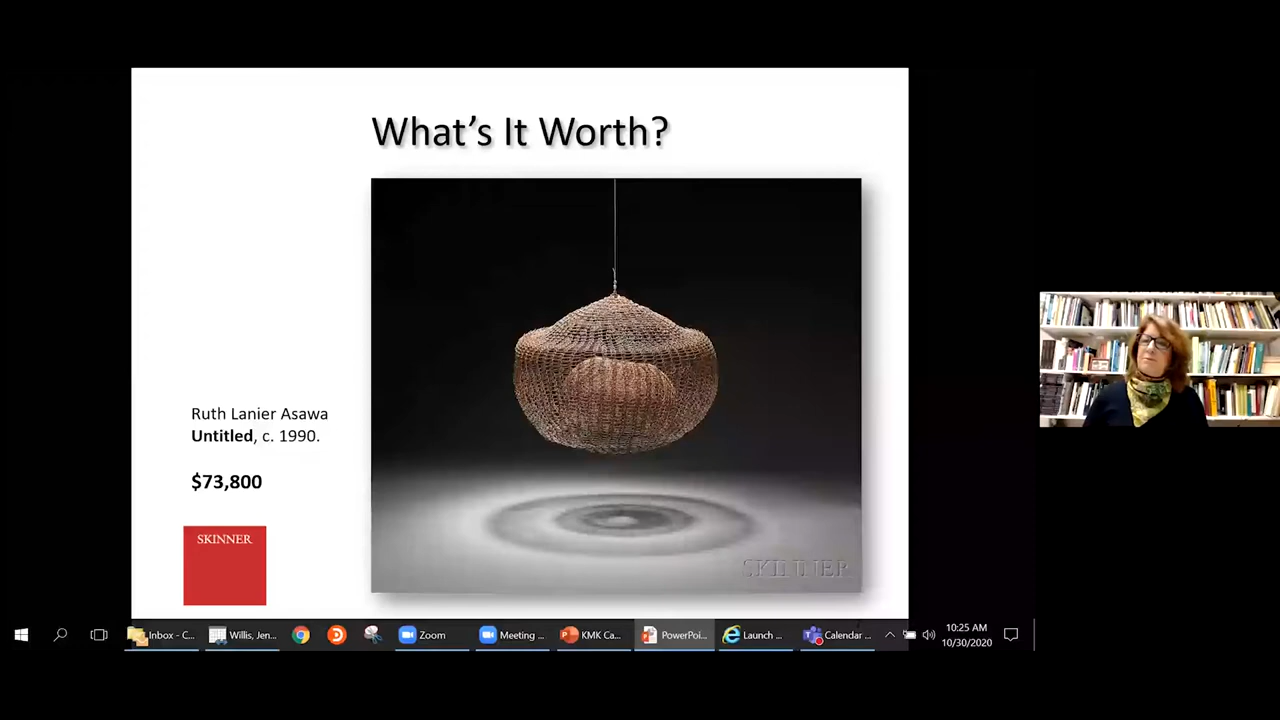 What's It Worth?
Ruth Lanier Asawa
Untitled, c. 1990.
$73,800
SKINNER
SKINNER
Inbox - C...
Willis, Jen...
Zoom
Meeting ...
KMK Ca...
PowerPoi...
Launch ...
Calendar ...
10:25 AM
10/30/2020